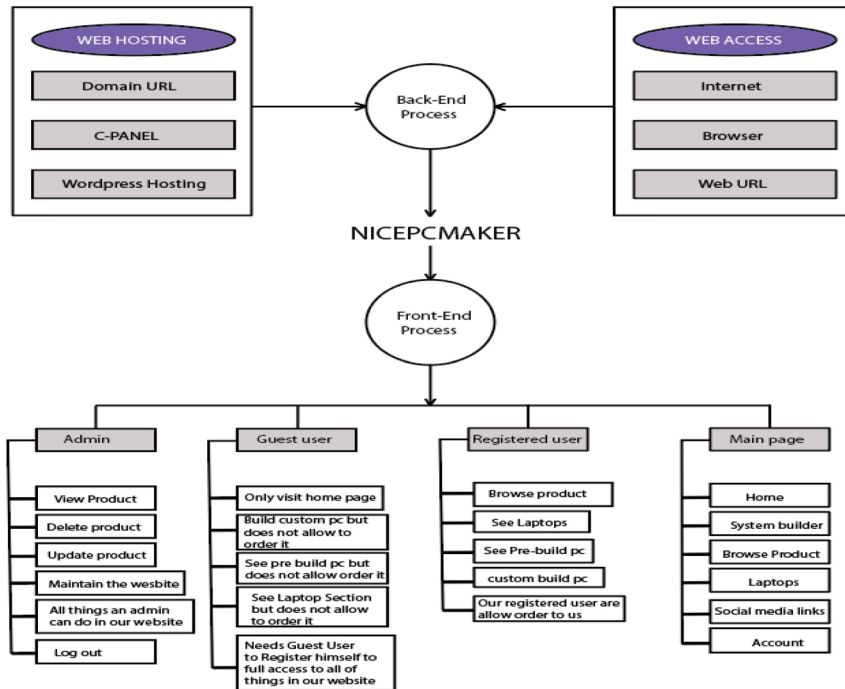 WEB HOSTING
Domain URL
C-PANEL
Wordpress Hosting
Back-End
Process
WEB ACCESS
Internet
Browser
Web URL
NICEPCMAKER
Front-End
Process
Admin
View Product
Delete product
Update product
Maintain the wesbite
All things an admin
can do in our website
Log out
Guest user
Only visit home page
Build custom pc but
does not allow to
order it
See pre build pc but
does not allow order it
See Laptop Section
but does not allow
to order it
Needs Guest User
to Register himself to
full access to all of
things in our website
Registered user
Browse product
See Laptops
See Pre-build pc
custom build pc
Our registered user are
allow order to us
Main page
Home
System builder
Browse Product
Laptops
Social media links
Account